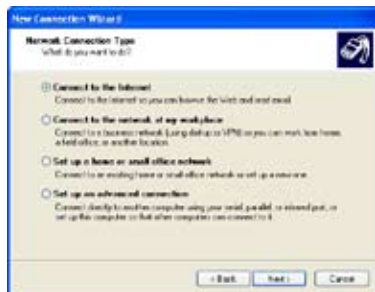 New Connection Wizard
Network Connection Type
What do you want to do?
Connect to the Internet
Connect to the Internet so you can browse the Web and read email.
Connect to the network at my workplace
Connect to a business network (using dial-up or VPN) so you can work from home,
a field office, or another location.
Set up a home or small office network
Connect to an existing home or small office network or set up a new one.
Set up an advanced connection
Connect directly to another computer using your serial, parallel, or infrared port, or
set up this computer so that other computers can connect to it.
< Back
Next >
Cancel